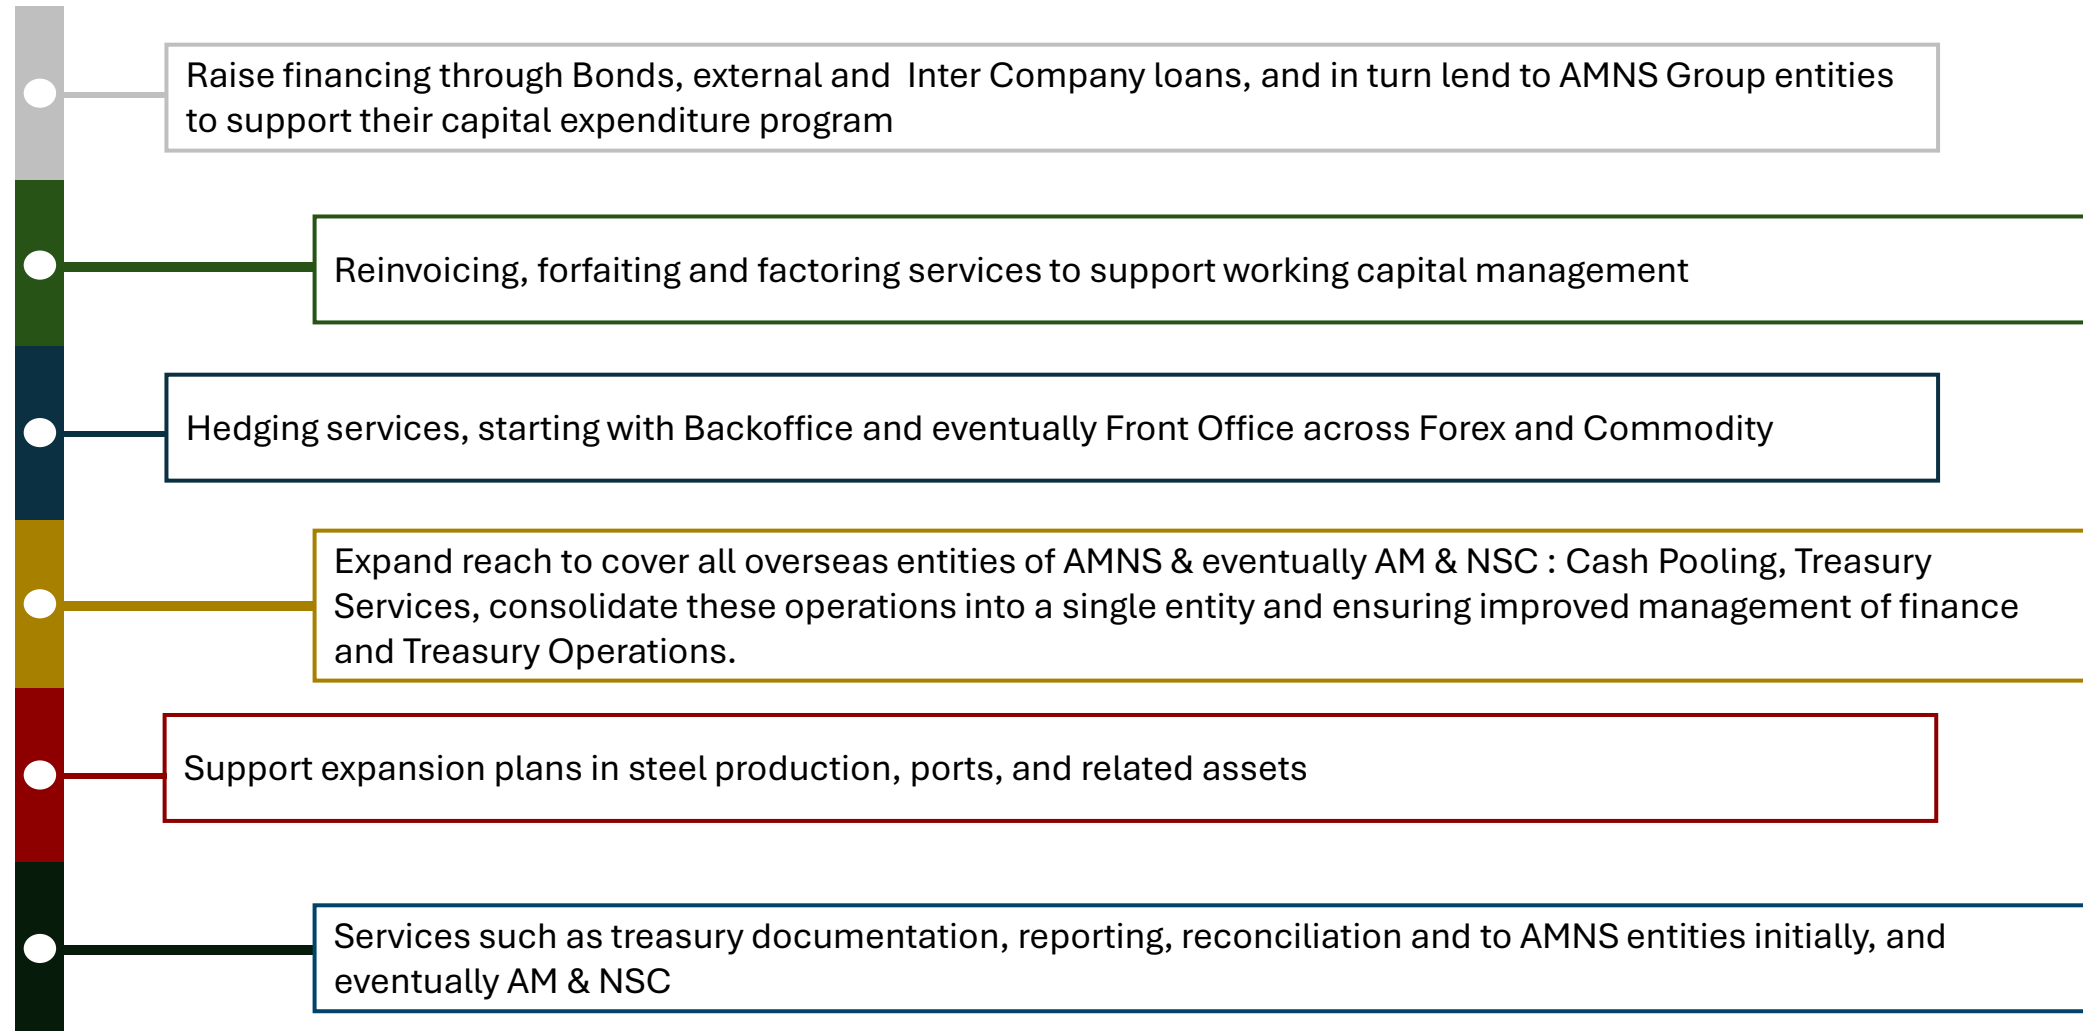 Raise financing through Bonds, external and  Inter Company loans, and in turn lend to AMNS Group entities
to support their capital expenditure program
Reinvoicing, forfaiting and factoring services to support working capital management
Hedging services, starting with Backoffice and eventually Front Office across Forex and Commodity
Expand reach to cover all overseas entities of AMNS & eventually AM & NSC : Cash Pooling, Treasury
Services, consolidate these operations into a single entity and ensuring improved management of finance
and Treasury Operations.
Support expansion plans in steel production, ports, and related assets
Services such as treasury documentation, reporting, reconciliation and to AMNS entities initially, and
eventually AM & NSC